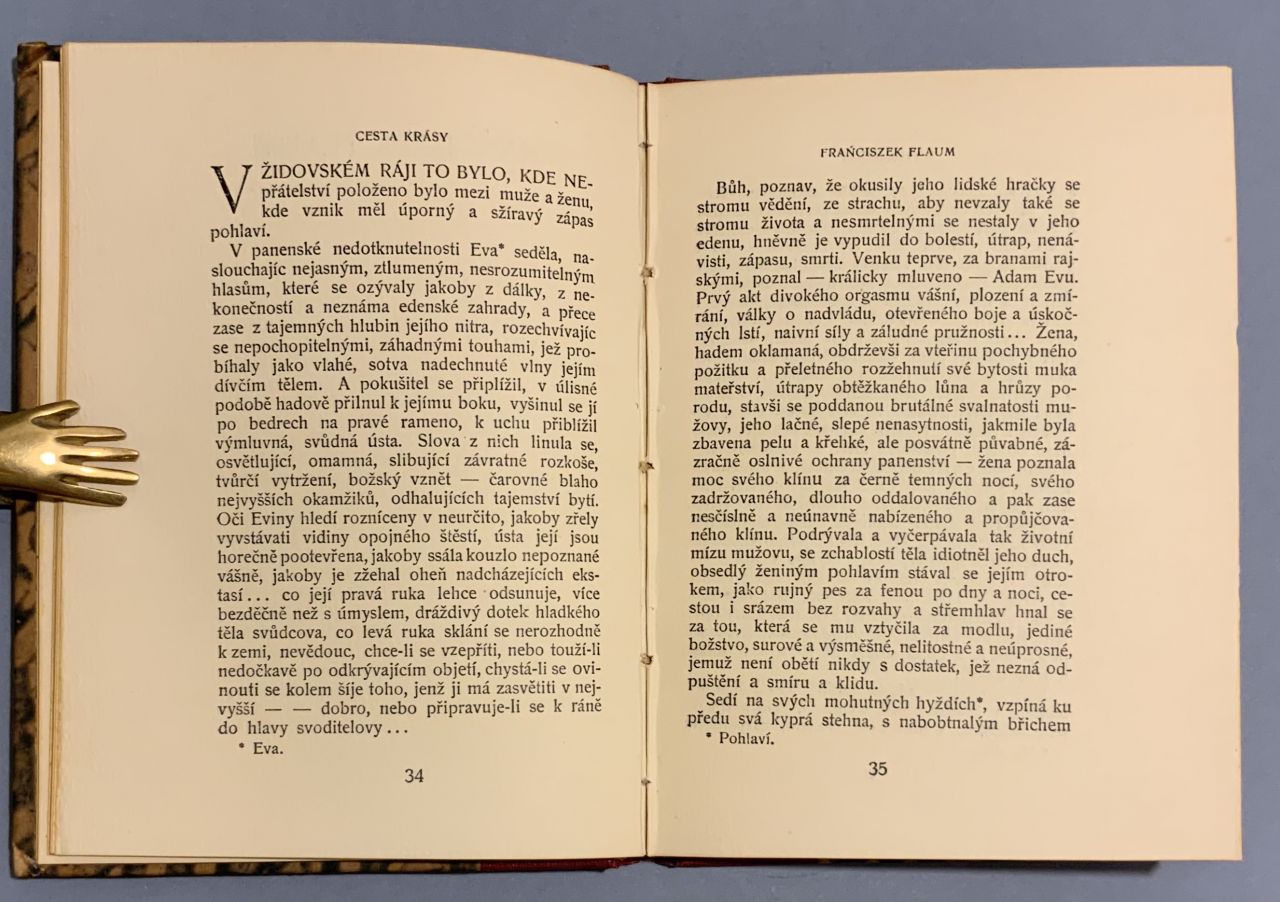 CESTA KRÁSY
V ŽIDOVSKÉM RÁJI TO BYLO, KDE NE-
přátelství položeno bylo mezi muže a ženu,
kde vznik měl úporný a sžíravý zápas
pohlaví.
V panenské nedotknutelnosti Eva* seděla, na-
slouchajíc nejasným, ztlumeným, nesrozumitelným
hlasům, které se ozývaly jakoby z dálky, z ne-
konečností a neznáma edenské zahrady, a přece
zase z tajemných hlubin jejího nitra, rozechvívajíc
se nepochopitelnými, záhadnými touhami, jež pro-
bíhaly jako vlahé, sotva nadechnuté vlny jejím
dívčím tělem. A pokušitel se připlížil, v úlisné
podobě hadově přilnul k jejímu boku, vyšinul se jí
po bedrech na pravé rameno, k uchu přiblížil
výmluvná, svůdná ústa. Slova z nich linula se,
osvětlující, omamná, slibující závratné rozkoše,
tvůrčí vytržení, božský vznět — čarovné blaho
nejvyšších okamžiků, odhalujících tajemství bytí.
Oči Eviny hledí rozníceny v neurčito, jakoby zřely
vyvstávati vidiny opojného štěstí, ústa její jsou
horečně pootevřena, jakoby ssála kouzlo nepoznané
vášně, jakoby je zžehal oheň nadcházejících eks-
tasí... co její pravá ruka lehce odsunuje, více
bezděčně než s úmyslem, dráždivý dotek hladkého
těla svůdcova, co levá ruka sklání se nerozhodně
k zemi, nevědouc, chce-li se vzepříti, nebo touží-li
nedočkavě po odkrývajícím objetí, chystá-li se ovi-
nouti se kolem šíje toho, jenž ji má zasvětiti v nej-
vyšší — — dobro, nebo připravuje-li se k ráně
do hlavy svoditelovy...
* Eva.
34
FRAŃCISZEK FLAUM
Bůh, poznav, že okusily jeho lidské hračky se
stromu vědění, ze strachu, aby nevzaly také se
stromu života a nesmrtelnými se nestaly v jeho
edenu, hněvně je vypudil do bolestí, útrap, nená-
visti, zápasu, smrti. Venku teprve, za branami raj-
skými, poznal — králicky mluveno — Adam Evu.
Prvý akt divokého orgasmu vášní, plození a zmí-
rání, války o nadvládu, otevřeného boje a úskoč-
ných lstí, naivní síly a záludné pružnosti... Žena,
hadem oklamaná, obdrževši za vteřinu pochybného
požitku a přeletného rozžehnutí své bytosti muka
mateřství, útrapy obtěžkaného lůna a hrůzy po-
rodu, stavši se poddanou brutálné svalnatosti mu-
žovy, jeho lačné, slepé nenasytnosti, jakmile byla
zbavena pelu a křehké, ale posvátně půvabné, zá-
zračně oslnivé ochrany panenství — žena poznala
moc svého klínu za černě temných nocí, svého
zadržovaného, dlouho oddalovaného a pak zase
nesčíslně a neúnavně nabízeného a propůjčova-
ného klínu. Podrývala a vyčerpávala tak životní
mízu mužovu, se zchablostí těla idiotněl jeho duch,
obsedlý ženiným pohlavím stával se jejím otro-
kem, jako rujný pes za fenou po dny a noci, ce-
stou i srázem bez rozvahy a střemhlav hnal se
za tou, která se mu vztyčila za modlu, jediné
božstvo, surové a výsměšné, nelitostné a neúprosné,
jemuž není obětí nikdy s dostatek, jež nezná od-
puštění a smíru a klidu.
Sedí na svých mohutných hyždích*, vzpíná ku
předu svá kyprá stehna, s nabobtnalým břichem
* Pohlaví.
35